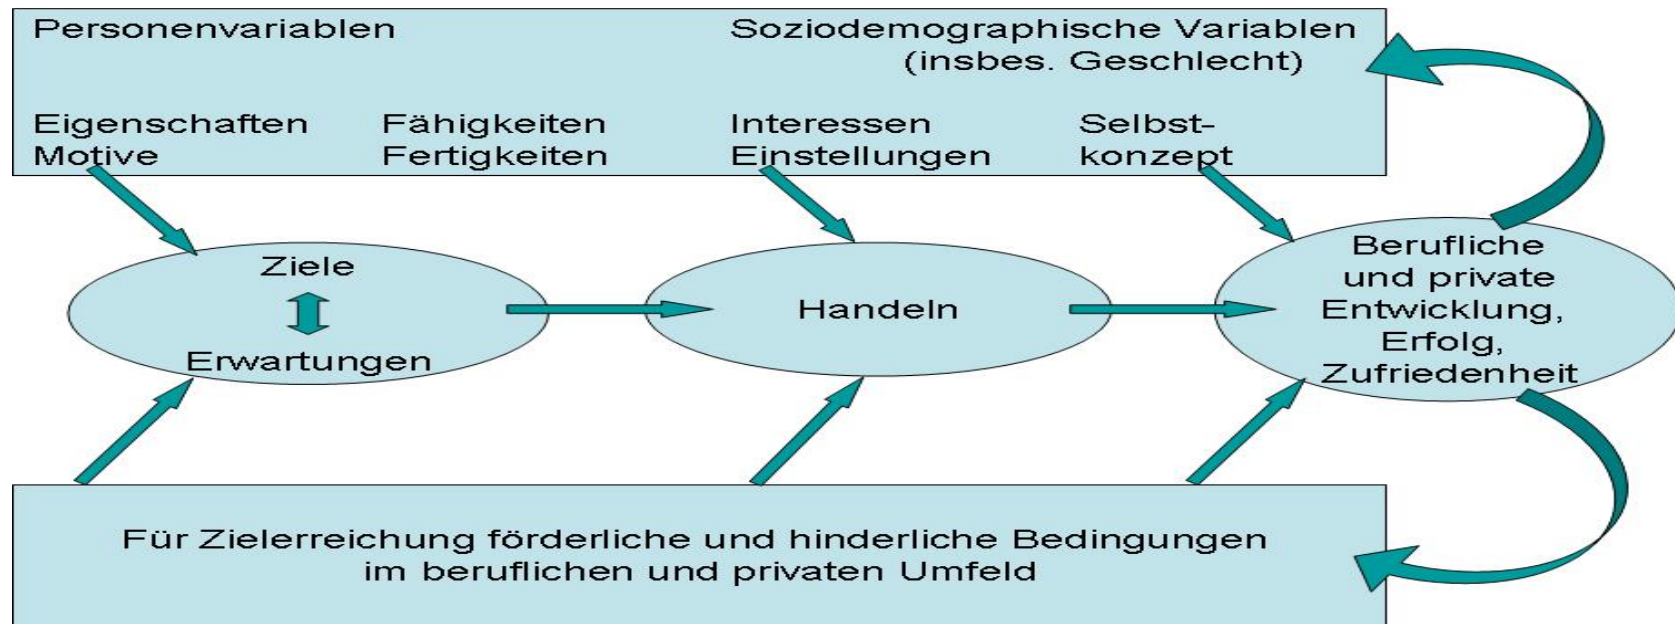 Personenvariablen
Soziodemographische Variablen
(insbes. Geschlecht)
Eigenschaften
Motive
Fähigkeiten
Fertigkeiten
Interessen
Einstellungen
Selbst-
konzept
Ziele
Erwartungen
Handeln
Berufliche
und private
Entwicklung,
Erfolg,
Zufriedenheit
Für Zielerreichung förderliche und hinderliche Bedingungen
im beruflichen und privaten Umfeld